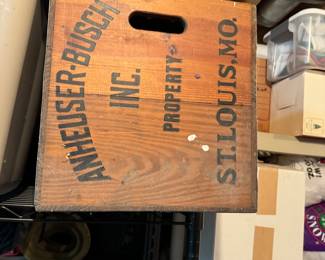 ANHEUSER-BUSCH
INC.
PROPERTY
ST. LOUIS, MO.